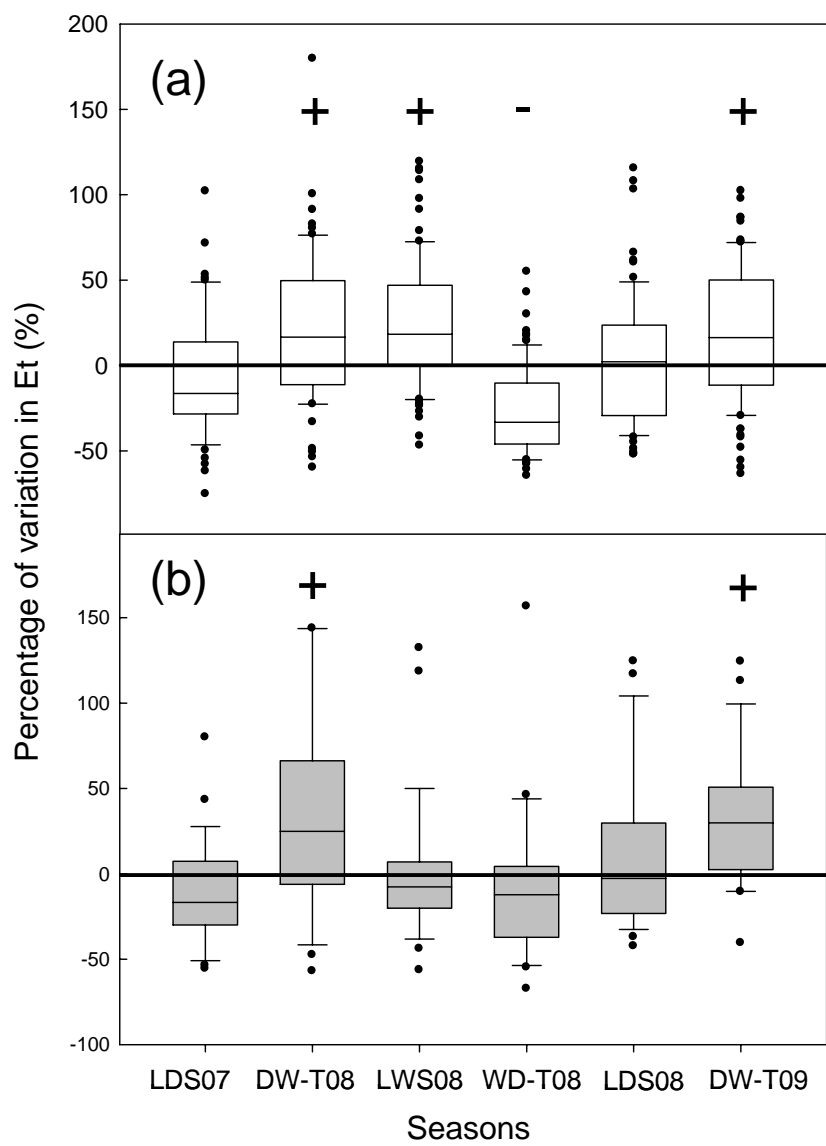 Percentage of variation in Et (%)
200
150
100
50
0
-50
(a)
+ + - +
150
100
50
0
-50
-100
(b)
+ +
LDS07 DW-T08 LWS08 WD-T08 LDS08 DW-T09
Seasons